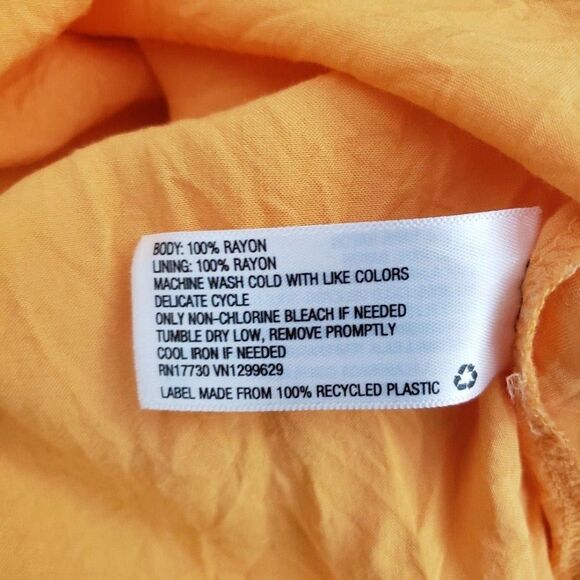 BODY: 100% RAYON
LINING: 100% RAYON
MACHINE WASH COLD WITH LIKE COLORS
DELICATE CYCLE
ONLY NON-CHLORINE BLEACH IF NEEDED
TUMBLE DRY LOW, REMOVE PROMPTLY
COOL IRON IF NEEDED
RN17730 VN1299629
LABEL MADE FROM 100% RECYCLED PLASTIC